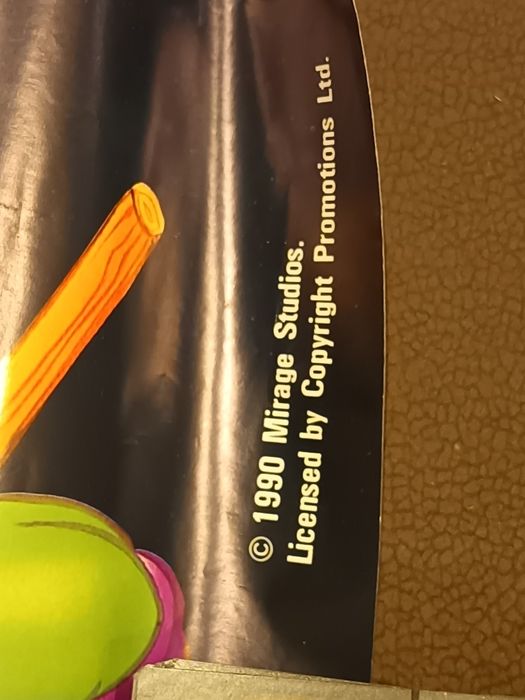 © 1990 Mirage Studios.
Licensed by Copyright Promotions Ltd.